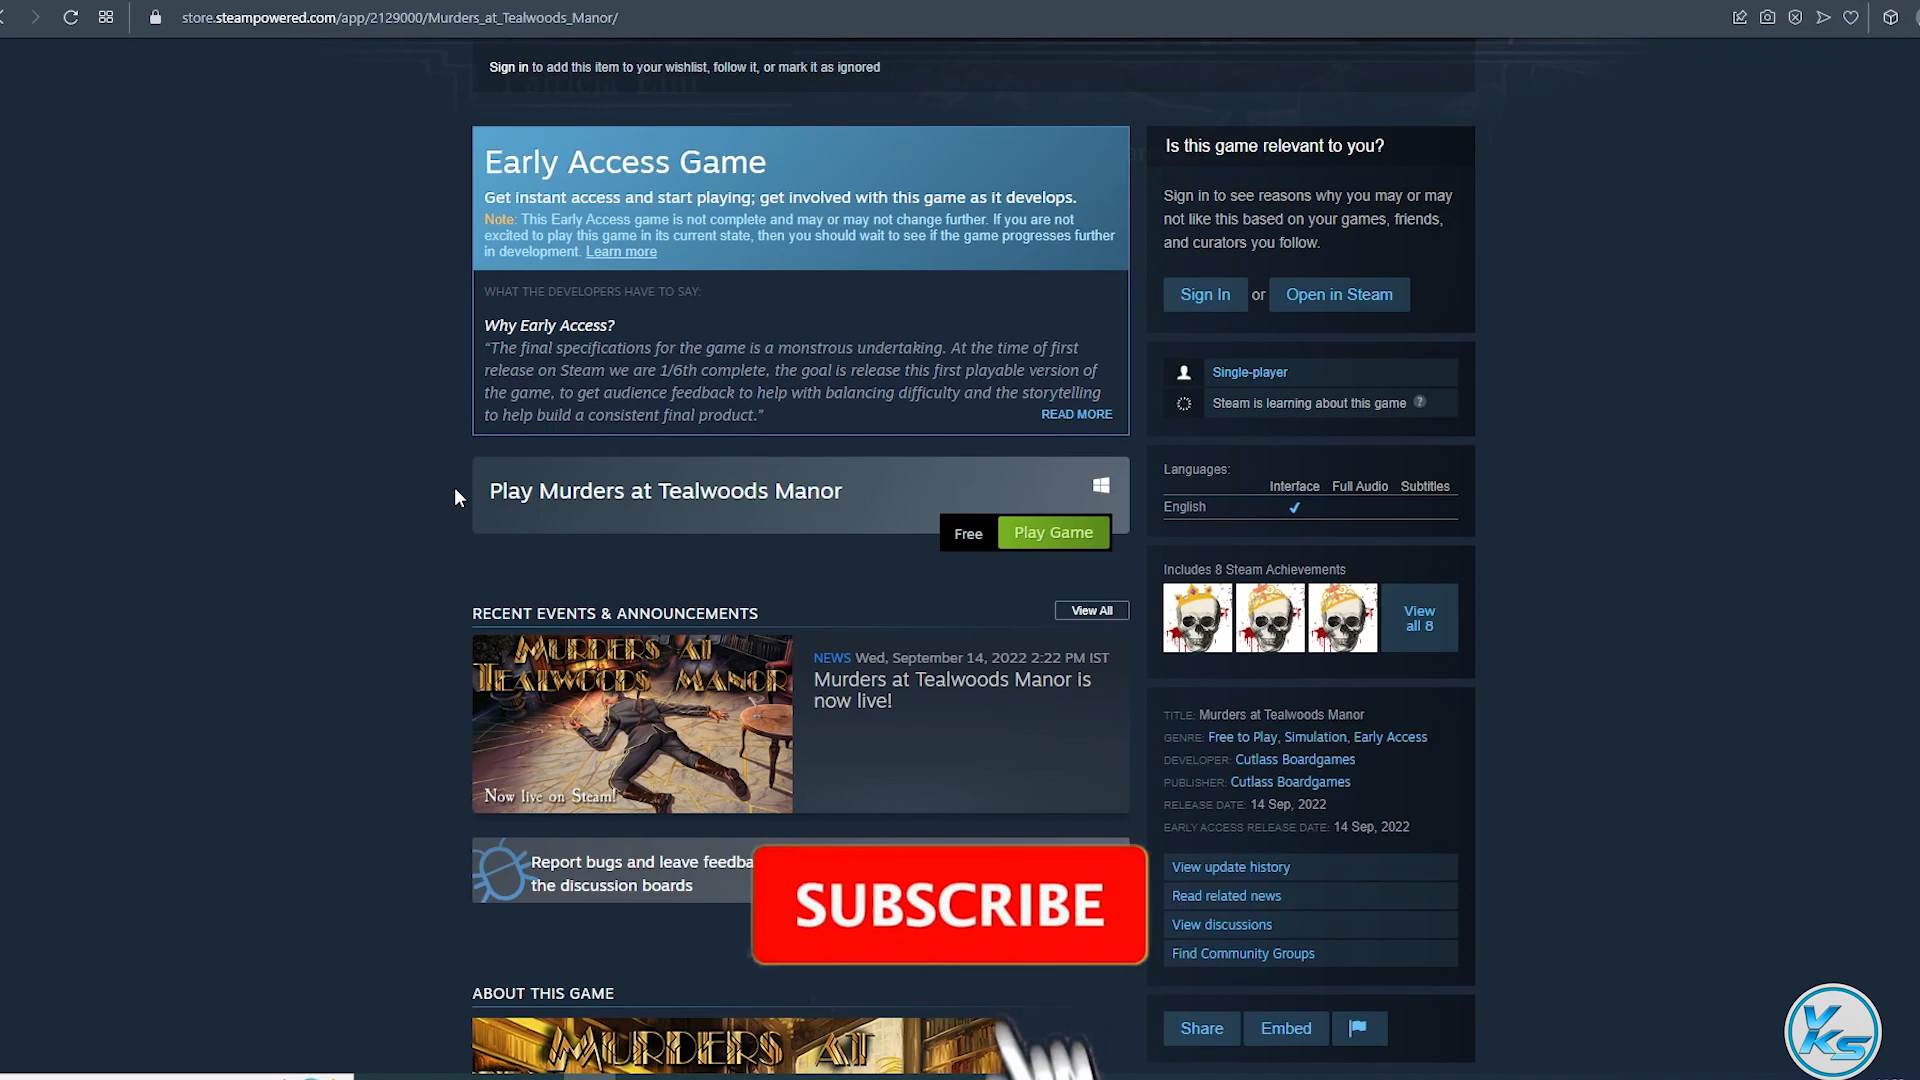 store.steampowered.com/app/2129000/Murders_at_Tealwoods_Manor/
Sign in to add this item to your wishlist, follow it, or mark it as ignored
Early Access Game
Get instant access and start playing; get involved with this game as it develops.
Note: This Early Access game is not complete and may or may not change further. If you are not
excited to play this game in its current state, then you should wait to see if the game progresses further
in development. Learn more
WHAT THE DEVELOPERS HAVE TO SAY:
Why Early Access?
“The final specifications for the game is a monstrous undertaking. At the time of first
release on Steam we are 1/6th complete, the goal is release this first playable version of
the game, to get audience feedback to help with balancing difficulty and the storytelling
to help build a consistent final product.”
READ MORE
Play Murders at Tealwoods Manor
Free
Play Game
RECENT EVENTS & ANNOUNCEMENTS
View All
MURDERS AT
TEALWOODS MANOR
Now live on Steam!
NEWS Wed, September 14, 2022 2:22 PM IST
Murders at Tealwoods Manor is
now live!
Report bugs and leave feedba
the discussion boards
SUBSCRIBE
ABOUT THIS GAME
MURDERS AT
Is this game relevant to you?
Sign in to see reasons why you may or may
not like this based on your games, friends,
and curators you follow.
Sign In or Open in Steam
Single-player
Steam is learning about this game ?
Languages:
Interface Full Audio Subtitles
English ✔
Includes 8 Steam Achievements
View
all 8
TITLE: Murders at Tealwoods Manor
GENRE: Free to Play, Simulation, Early Access
DEVELOPER: Cutlass Boardgames
PUBLISHER: Cutlass Boardgames
RELEASE DATE: 14 Sep, 2022
EARLY ACCESS RELEASE DATE: 14 Sep, 2022
View update history
Read related news
View discussions
Find Community Groups
Share
Embed
YKS